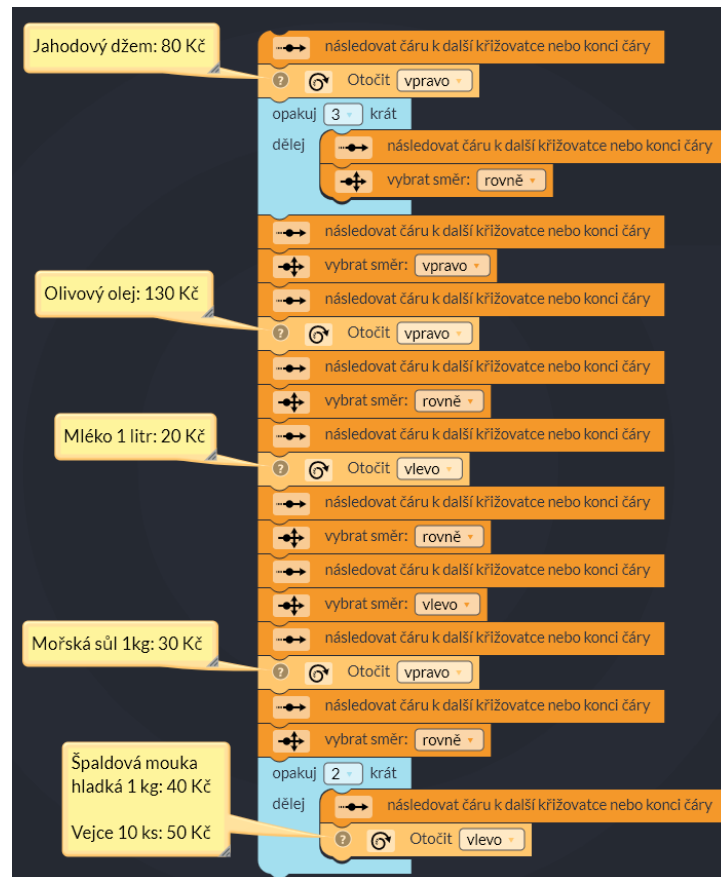 Jahodový džem: 80 Kč
následovat čáru k další křižovatce nebo konci čáry
? Otočit vpravo
opakuj 3 krát
dělej následovat čáru k další křižovatce nebo konci čáry
vybrat směr: rovně
následovat čáru k další křižovatce nebo konci čáry
vybrat směr: vpravo
Olivový olej: 130 Kč
následovat čáru k další křižovatce nebo konci čáry
? Otočit vpravo
následovat čáru k další křižovatce nebo konci čáry
vybrat směr: rovně
Mléko 1 litr: 20 Kč
následovat čáru k další křižovatce nebo konci čáry
? Otočit vlevo
následovat čáru k další křižovatce nebo konci čáry
vybrat směr: rovně
následovat čáru k další křižovatce nebo konci čáry
vybrat směr: vlevo
Mořská sůl 1kg: 30 Kč
následovat čáru k další křižovatce nebo konci čáry
? Otočit vpravo
následovat čáru k další křižovatce nebo konci čáry
vybrat směr: rovně
Špaldová mouka
hladká 1 kg: 40 Kč
Vejce 10 ks: 50 Kč
opakuj 2 krát
dělej následovat čáru k další křižovatce nebo konci čáry
? Otočit vlevo